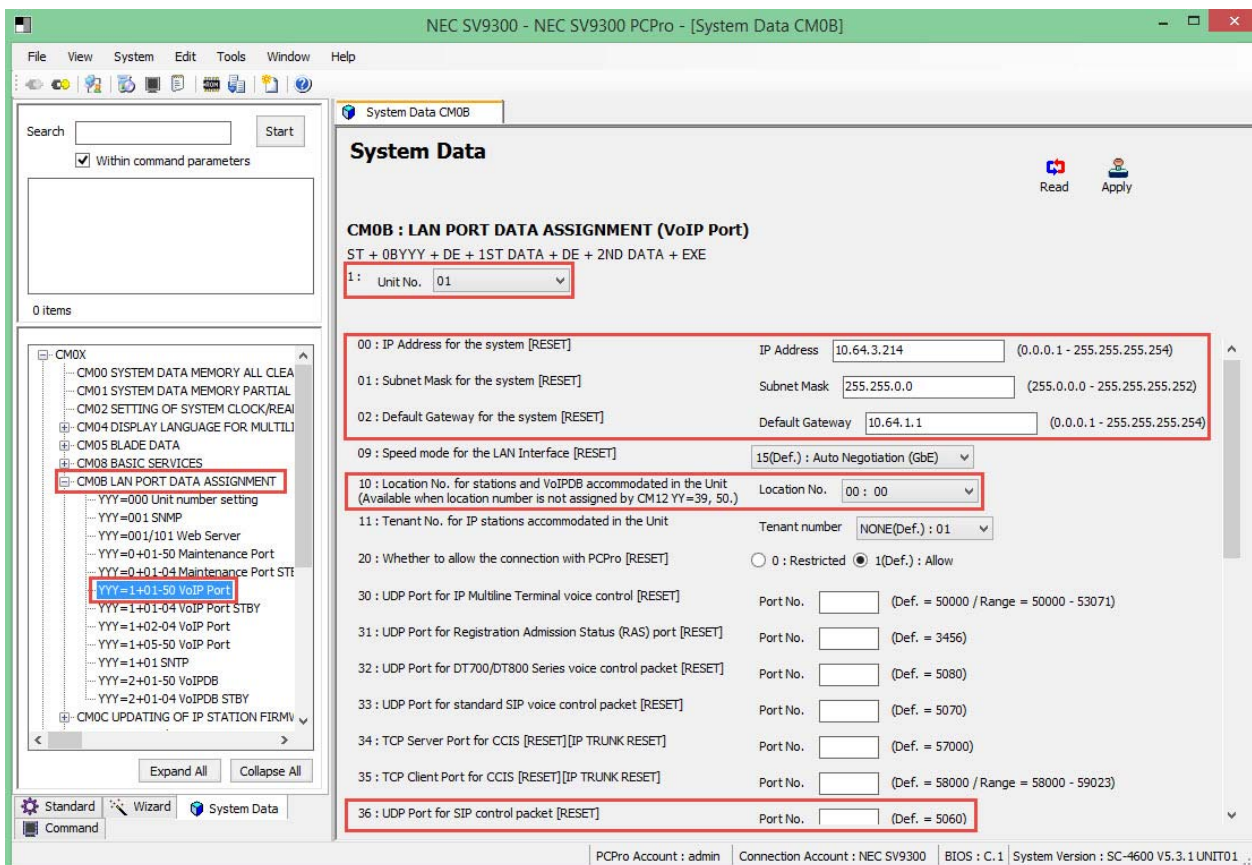 NEC SV9300 - NEC SV9300 PCPro - [System Data CM0B]
File View System Edit Tools Window Help
Search Start
Within command parameters
0 items
CM0X
CM00 SYSTEM DATA MEMORY ALL CLEA
CM01 SYSTEM DATA MEMORY PARTIAL
CM02 SETTING OF SYSTEM CLOCK/REAL
CM04 DISPLAY LANGUAGE FOR MULTILI
CM05 BLADE DATA
CM08 BASIC SERVICES
CM0B LAN PORT DATA ASSIGNMENT
YYY=000 Unit number setting
YYY=001 SNMP
YYY=001/101 Web Server
YYY=0+01-50 Maintenance Port
YYY=0+01-04 Maintenance Port STE
YYY=1+01-50 VoIP Port
YYY=1+01-04 VoIP Port STBY
YYY=1+02-04 VoIP Port
YYY=1+05-50 VoIP Port
YYY=1+01 SNTP
YYY=2+01-50 VoIPDB
YYY=2+01-04 VoIPDB STBY
CM0C UPDATING OF IP STATION FIRMW
Expand All Collapse All
Standard Wizard System Data
Command
System Data CM0B
System Data
Read Apply
CM0B : LAN PORT DATA ASSIGNMENT (VoIP Port)
ST + 0BYYY + DE + 1ST DATA + DE + 2ND DATA + EXE
1 : Unit No. 01
00 : IP Address for the system [RESET] IP Address 10.64.3.214 (0.0.0.1 - 255.255.255.254)
01 : Subnet Mask for the system [RESET] Subnet Mask 255.255.0.0 (255.0.0.0 - 255.255.255.252)
02 : Default Gateway for the system [RESET] Default Gateway 10.64.1.1 (0.0.0.1 - 255.255.255.254)
09 : Speed mode for the LAN Interface [RESET] 15(Def.) : Auto Negotiation (GbE)
10 : Location No. for stations and VoIPDB accommodated in the Unit Location No. 00 : 00
(Available when location number is not assigned by CM12 YY=39, 50.)
11 : Tenant No. for IP stations accommodated in the Unit Tenant number NONE(Def.) : 01
20 : Whether to allow the connection with PCPro [RESET] 0 : Restricted 1(Def.) : Allow
30 : UDP Port for IP Multiline Terminal voice control [RESET] Port No. (Def. = 50000 / Range = 50000 - 53071)
31 : UDP Port for Registration Admission Status (RAS) port [RESET] Port No. (Def. = 3456)
32 : UDP Port for DT700/DT800 Series voice control packet [RESET] Port No. (Def. = 5080)
33 : UDP Port for standard SIP voice control packet [RESET] Port No. (Def. = 5070)
34 : TCP Server Port for CCIS [RESET][IP TRUNK RESET] Port No. (Def. = 57000)
35 : TCP Client Port for CCIS [RESET][IP TRUNK RESET] Port No. (Def. = 58000 / Range = 58000 - 59023)
36 : UDP Port for SIP control packet [RESET] Port No. (Def. = 5060)
PCPro Account : admin Connection Account : NEC SV9300 BIOS : C.1 System Version : SC-4600 V5.3.1 UNIT01